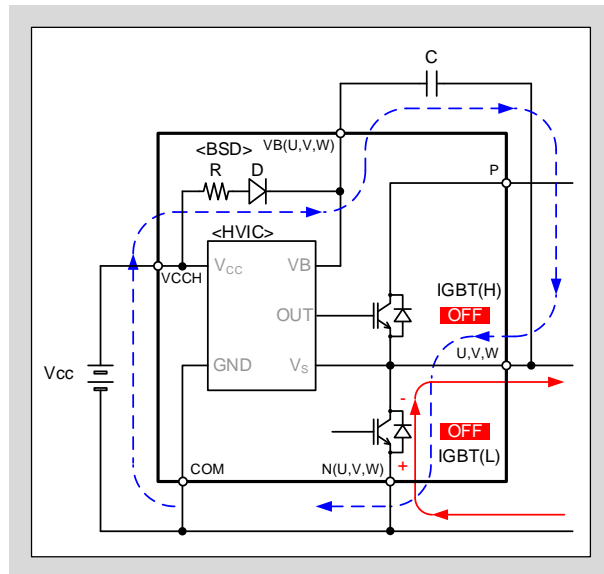 C
VB(U,V,W)
<BSD>
R D
P
<HVIC>
VCCH
VCC VB
IGBT(H)
OUT
OFF
U,V,W
GND VS
Vcc
-
OFF
IGBT(L)
COM
N(U,V,W)
+